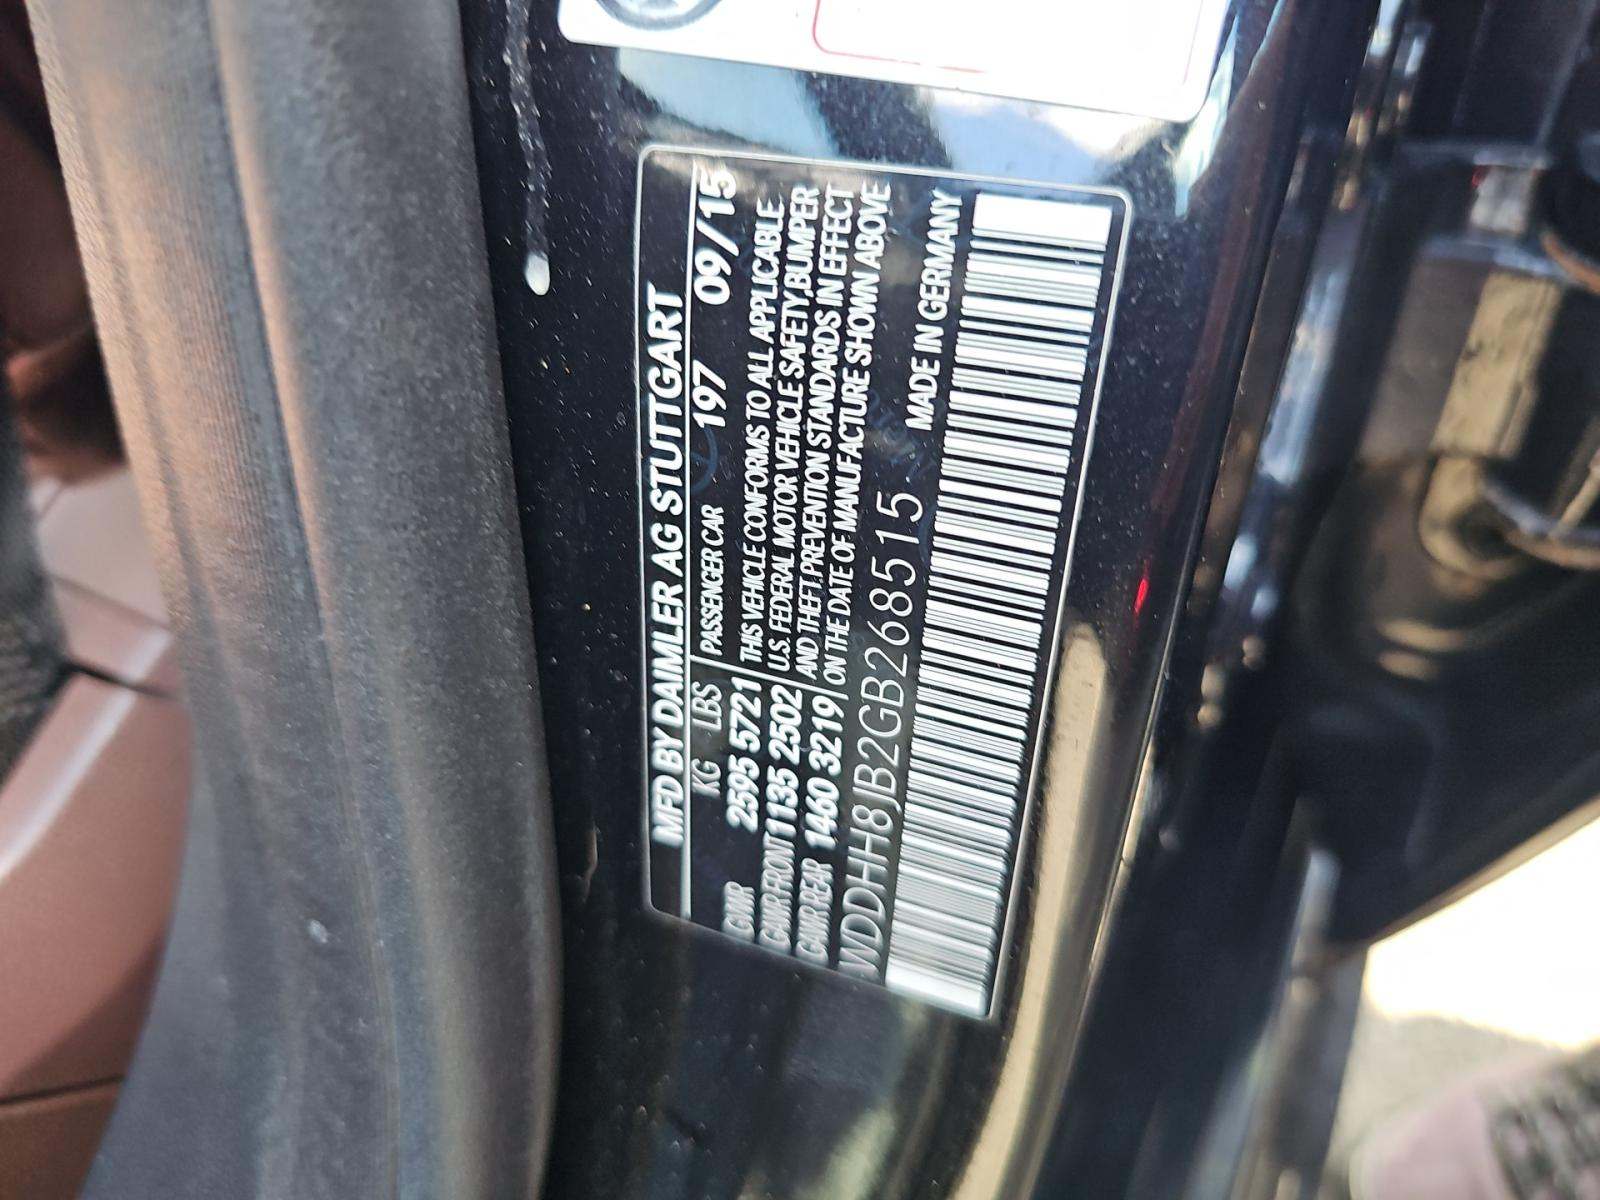 MFD BY DAIMLER AG STUTTGART
KG LBS PASSENGER CAR 197 09/15
GVWR 2595 5721
GAWR FRONT 1135 2502
GAWR REAR 1460 3219
THIS VEHICLE CONFORMS TO ALL APPLICABLE
U.S. FEDERAL MOTOR VEHICLE SAFETY, BUMPER
AND THEFT PREVENTION STANDARDS IN EFFECT
ON THE DATE OF MANUFACTURE SHOWN ABOVE
MADE IN GERMANY
WDDHH8JB2GB268515